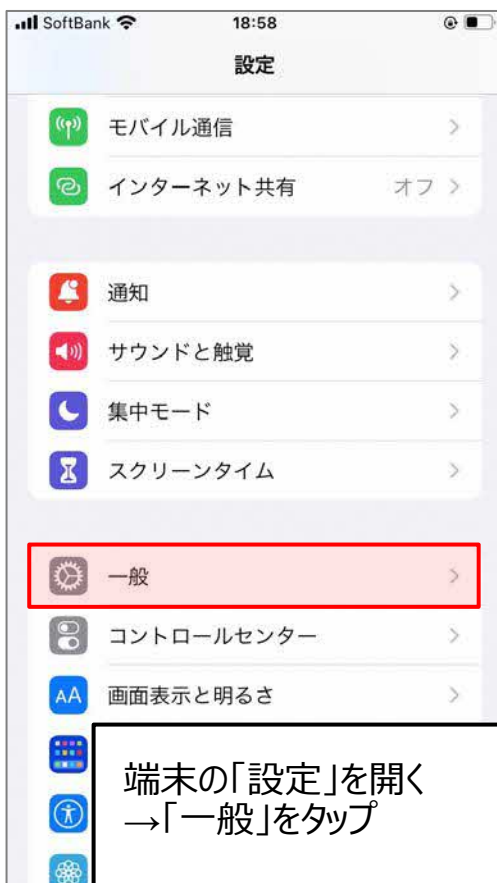 SoftBank 18:58
設定
モバイル通信
インターネット共有 オフ
通知
サウンドと触覚
集中モード
スクリーンタイム
一般
コントロールセンター
AA 画面表示と明るさ
端末の「設定」を開く
→「一般」をタップ